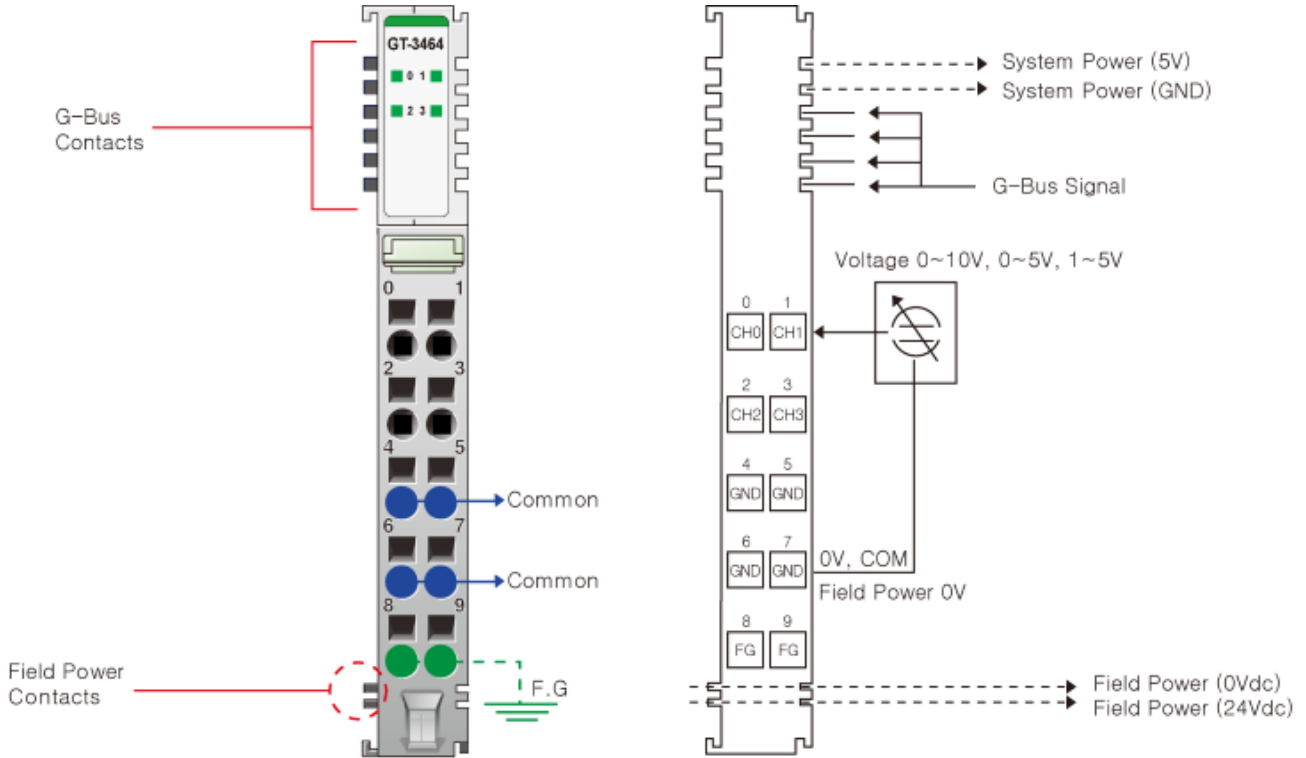 GT-3464
0 1
2 3
G-Bus
Contacts
0 1
2 3
4 5
Common
6 7
Common
8 9
Field Power
Contacts
F.G
System Power (5V)
System Power (GND)
G-Bus Signal
Voltage 0~10V, 0~5V, 1~5V
0 1
CH0 CH1
2 3
CH2 CH3
4 5
GND GND
6 7
GND GND
0V, COM
Field Power 0V
8 9
FG FG
Field Power (0Vdc)
Field Power (24Vdc)